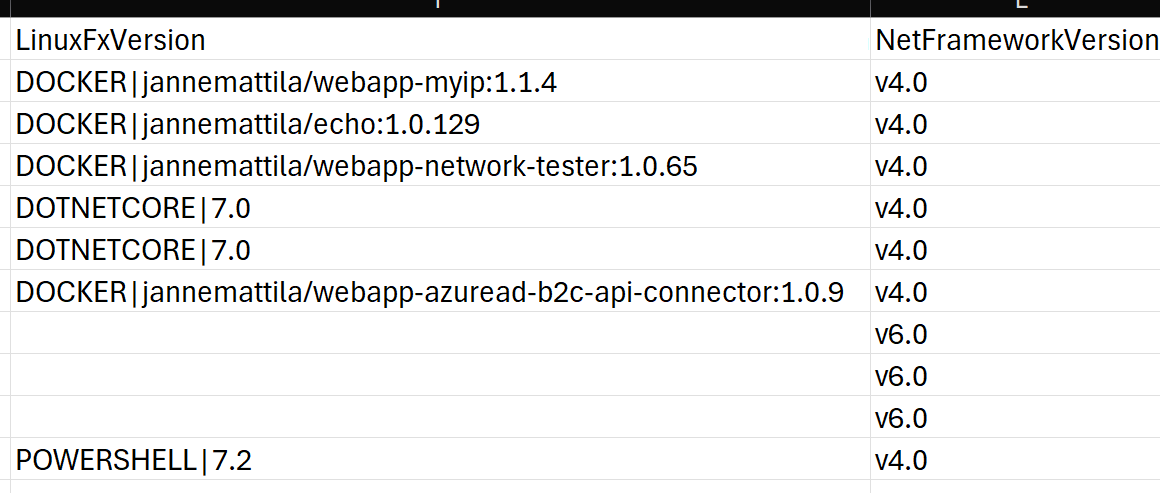 LinuxFxVersion NetFrameworkVersion
DOCKER|jannemattila/webapp-myip:1.1.4 v4.0
DOCKER|jannemattila/echo:1.0.129 v4.0
DOCKER|jannemattila/webapp-network-tester:1.0.65 v4.0
DOTNETCORE|7.0 v4.0
DOTNETCORE|7.0 v4.0
DOCKER|jannemattila/webapp-azuread-b2c-api-connector:1.0.9 v4.0
v6.0
v6.0
v6.0
POWERSHELL|7.2 v4.0